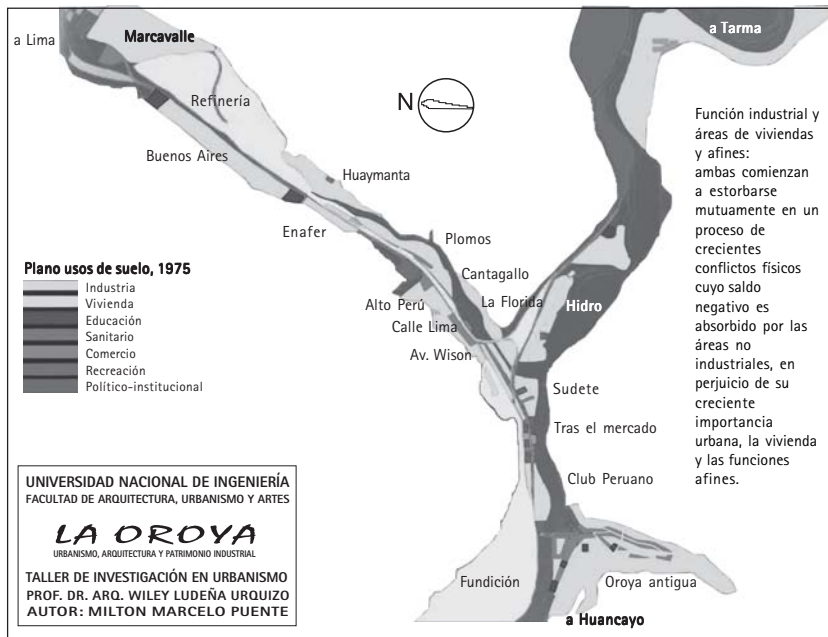 a Lima
Marcavalle
a Tarma
Refinería
N
Buenos Aires
Huaymanta
Enafer
Plomos
Cantagallo
La Florida
Hidro
Alto Perú
Calle Lima
Av. Wison
Sudete
Tras el mercado
Club Peruano
Fundición
Oroya antigua
a Huancayo
Función industrial y
áreas de viviendas
y afines:
ambas comienzan
a estorbarse
mutuamente en un
proceso de
crecientes
conflictos físicos
cuyo saldo
negativo es
absorbido por las
áreas no
industriales, en
perjuicio de su
creciente
importancia
urbana, la vivienda
y las funciones
afines.
Plano usos de suelo, 1975
Industria
Vivienda
Educación
Sanitario
Comercio
Recreación
Político-institucional
UNIVERSIDAD NACIONAL DE INGENIERÍA
FACULTAD DE ARQUITECTURA, URBANISMO Y ARTES
LA OROYA
URBANISMO, ARQUITECTURA Y PATRIMONIO INDUSTRIAL
TALLER DE INVESTIGACIÓN EN URBANISMO
PROF. DR. ARQ. WILEY LUDEÑA URQUIZO
AUTOR: MILTON MARCELO PUENTE